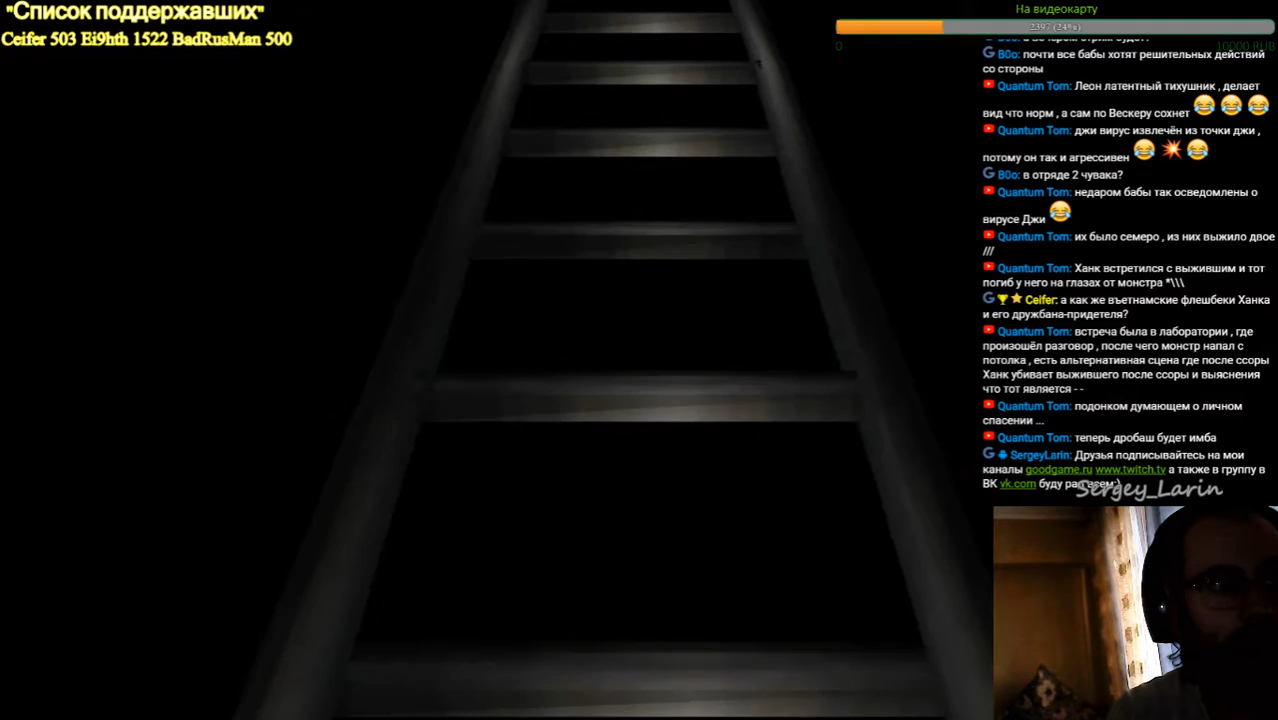 "Список поддержавших"
Ceifer 503 Ei9hth 1522 BadRusMan 500
На видеокарту
2397 (24%)
0
10000 RUB
B0o: почти все бабы хотят решительных действий
со стороны
Quantum Tom: Леон латентный тихушник , делает
вид что норм , а сам по Вескеру сохнет
Quantum Tom: джи вирус извлечён из точки джи ,
потому он так и агрессивен
B0o: в отряде 2 чувака?
Quantum Tom: недаром бабы так осведомлены о
вирусе Джи
Quantum Tom: их было семеро , из них выжило двое
///
Quantum Tom: Ханк встретился с выжившим и тот
погиб у него на глазах от монстра *\\\
Ceifer: а как же вьетнамские флешбеки Ханка
и его дружбана-придетеля?
Quantum Tom: встреча была в лаборатории , где
произошёл разговор , после чего монстр напал с
потолка , есть альтернативная сцена где после ссоры
Ханк убивает выжившего после ссоры и выяснения
что тот является - -
Quantum Tom: подонком думающем о личном
спасении ...
Quantum Tom: теперь дробаш будет имба
SergeyLarin: Друзья подписывайтесь на мои
каналы goodgame.ru www.twitch.tv а также в группу в
ВК vk.com буду рад всем:)
Sergey_Larin